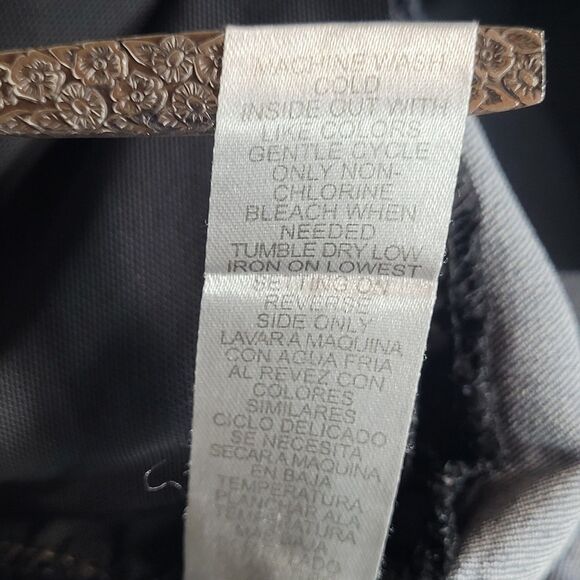 MACHINE WASH
COLD
INSIDE OUT WITH
LIKE COLORS
GENTLE CYCLE
ONLY NON-
CHLORINE
BLEACH WHEN
NEEDED
TUMBLE DRY LOW
IRON ON LOWEST
SETTING ON
REVERSE
SIDE ONLY
LAVAR A MAQUINA
CON AGUA FRIA
AL REVEZ CON
COLORES
SIMILARES
CICLO DELICADO
SE NECESITA
SECAR A MAQUINA
EN BAJA
TEMPERATURA
PLANCHAR A LA
TEMPERATURA
MAS BAJA